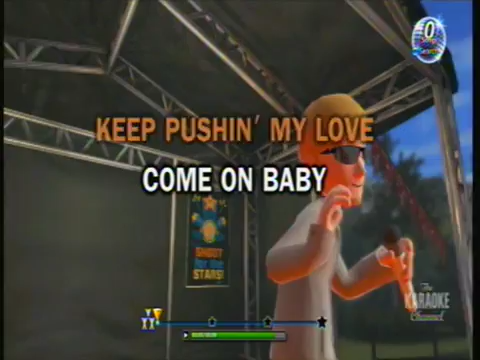 0
KEEP PUSHIN' MY LOVE
COME ON BABY
SHOOT
for the
STARS!
The
KARAOKE
Channel